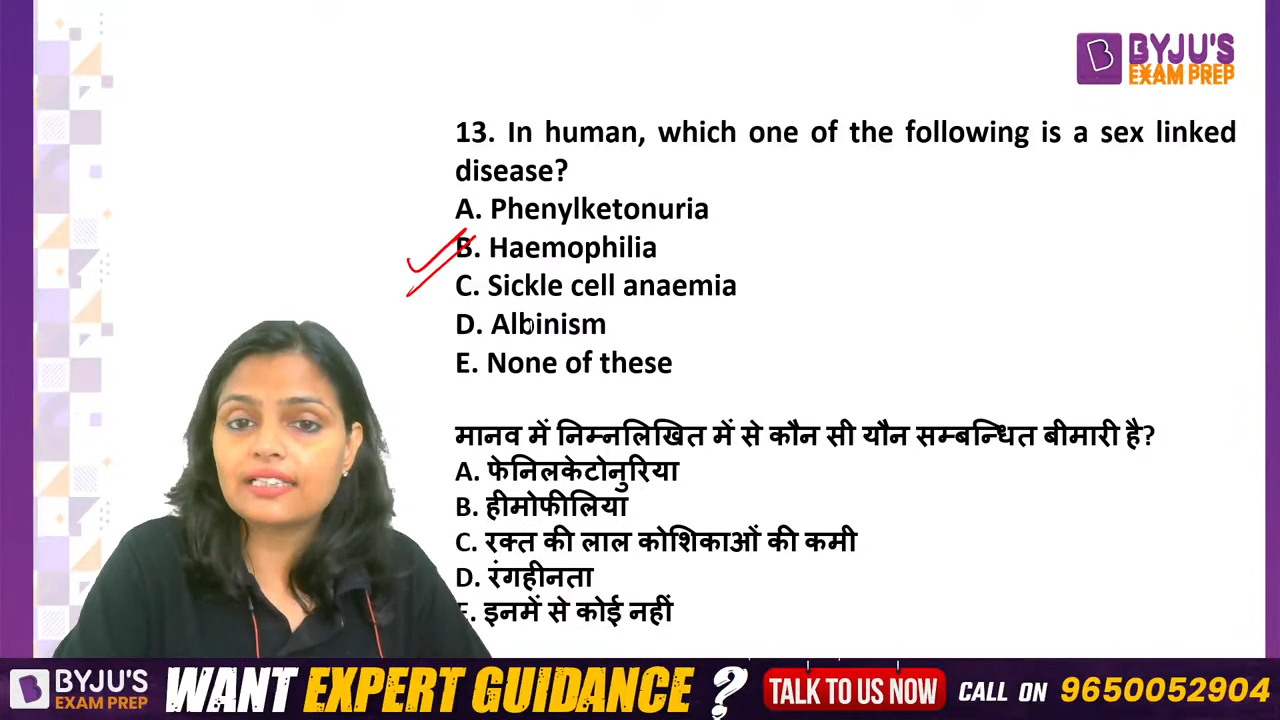 BYJU'S
EXAM PREP
13. In human, which one of the following is a sex linked
disease?
A. Phenylketonuria
B. Haemophilia
C. Sickle cell anaemia
D. Albinism
E. None of these
मानव में निम्नलिखित में से कौन सी यौन सम्बन्धित बीमारी है?
A. फेनिलकेटोनुरिया
B. हीमोफीलिया
C. रक्त की लाल कोशिकाओं की कमी
D. रंगहीनता
E. इनमें से कोई नहीं
BYJU'S
EXAM PREP
WANT EXPERT GUIDANCE ? TALK TO US NOW CALL ON 9650052904